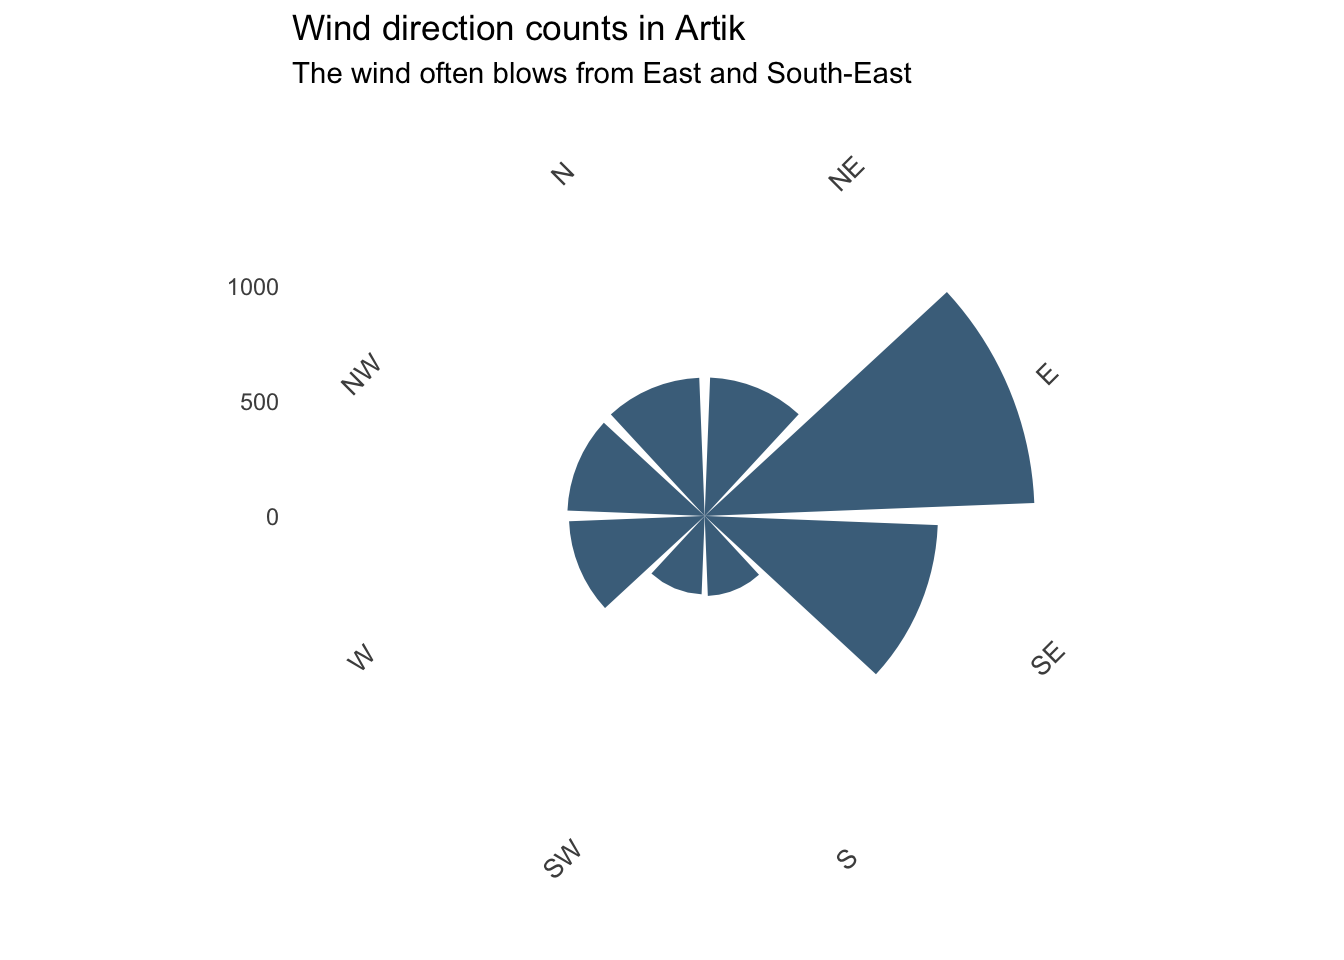 Wind direction counts in Artik
The wind often blows from East and South-East
N
NE
1000
NW
E
500
0
W
SE
SW
S